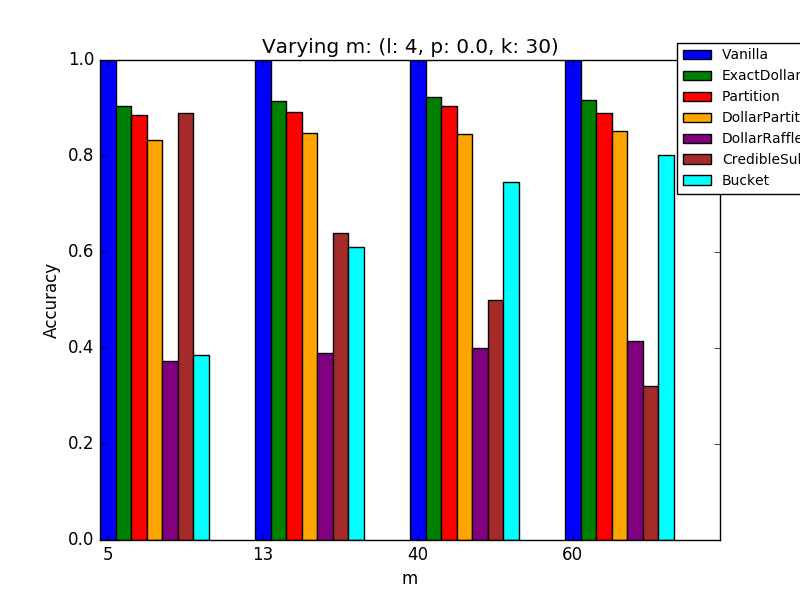 Varying m: (l: 4, p: 0.0, k: 30)
Vanilla
ExactDollar
Partition
DollarPartit
DollarRaffle
CredibleSu
Bucket
1.0
0.8
0.6
0.4
0.2
0.0
Accuracy
5 13 40 60
m